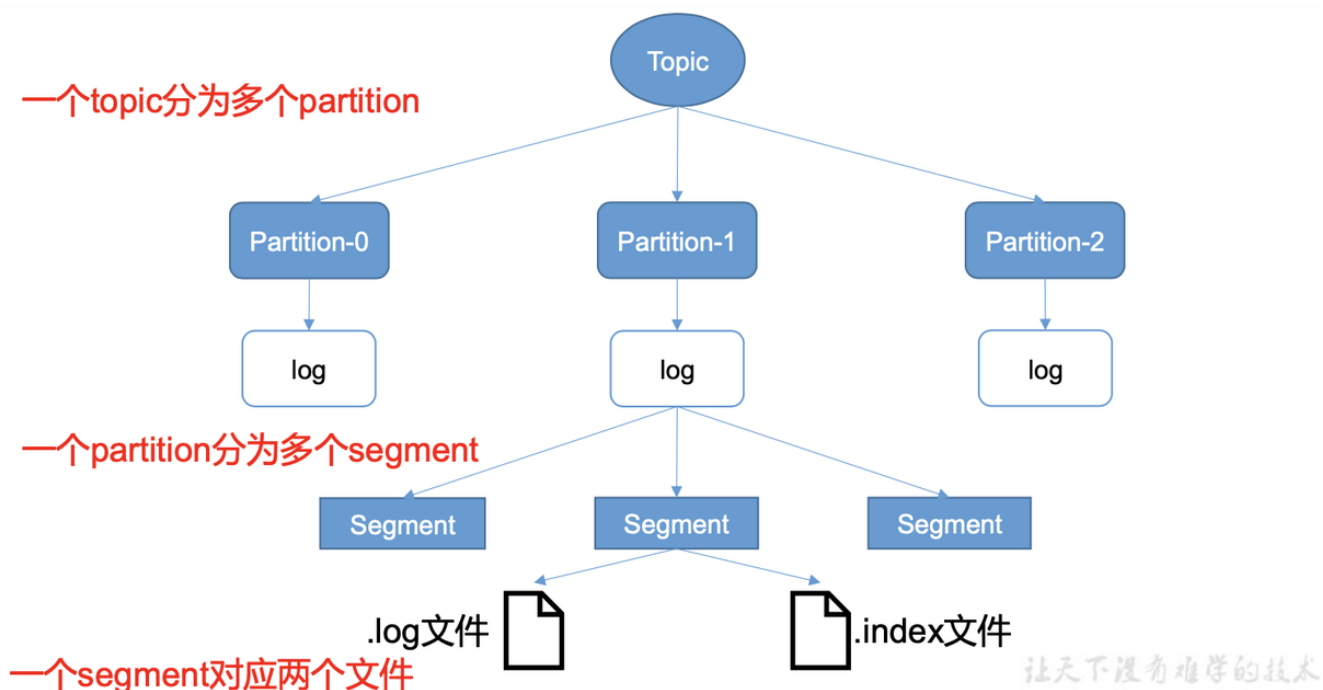 Topic
一个topic分为多个partition
Partition-0
Partition-1
Partition-2
log
log
log
一个partition分为多个segment
Segment
Segment
Segment
.log文件
.index文件
一个segment对应两个文件
让天下没有难学的技术